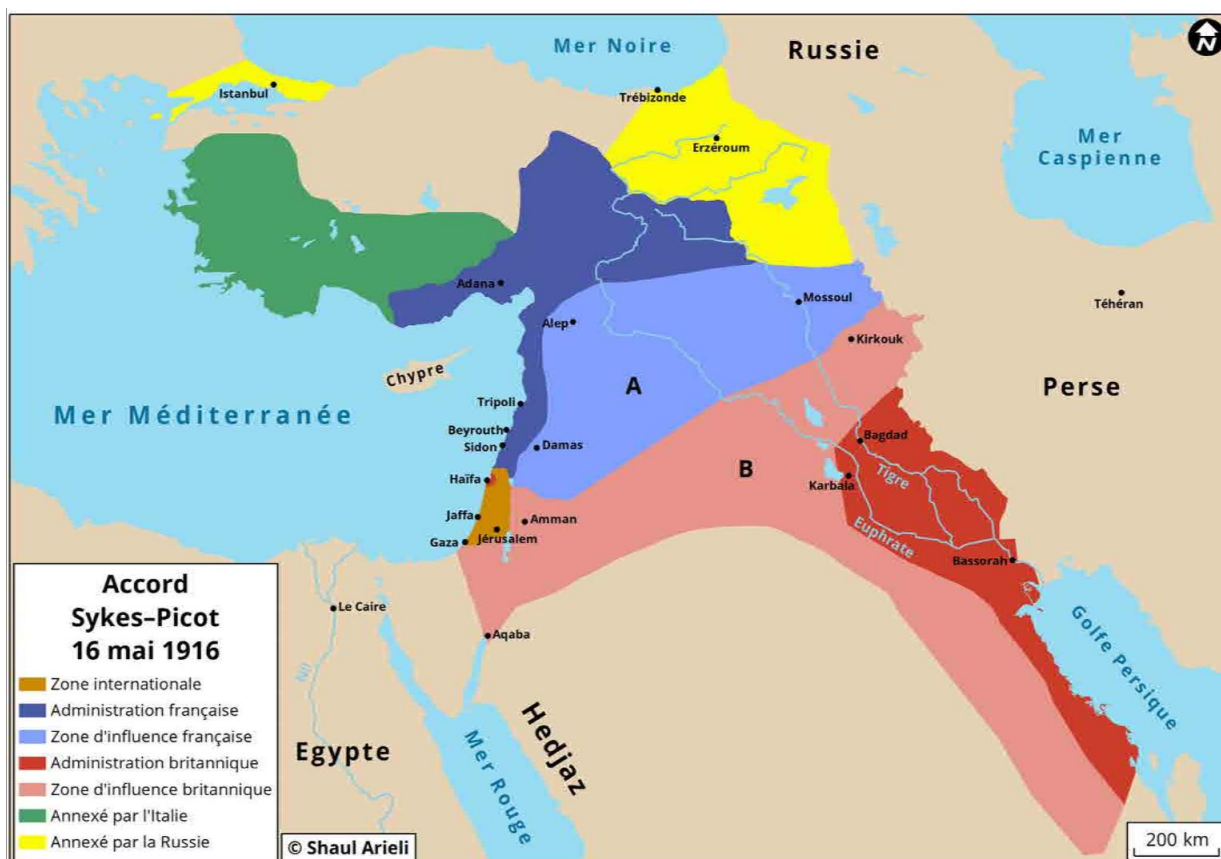 Mer Noire
Russie
N
Istanbul
Trébizonde
Erzéroum
Mer
Caspienne
Adana
Mossoul
Téhéran
Alep
Kirkouk
Chypre
A
Perse
Mer Méditerranée
Tripoli
Beyrouth
Sidon
Damas
Bagdad
B
Haïfa
Karbala
Tigre
Jaffa
Amman
Jérusalem
Gaza
Euphrate
Bassorah
Le Caire
Aqaba
Golfe Persique
Nil
Hedjaz
Egypte
Mer Rouge
Accord
Sykes–Picot
16 mai 1916
Zone internationale
Administration française
Zone d'influence française
Administration britannique
Zone d'influence britannique
Annexé par l'Italie
Annexé par la Russie
© Shaul Arieli
200 km